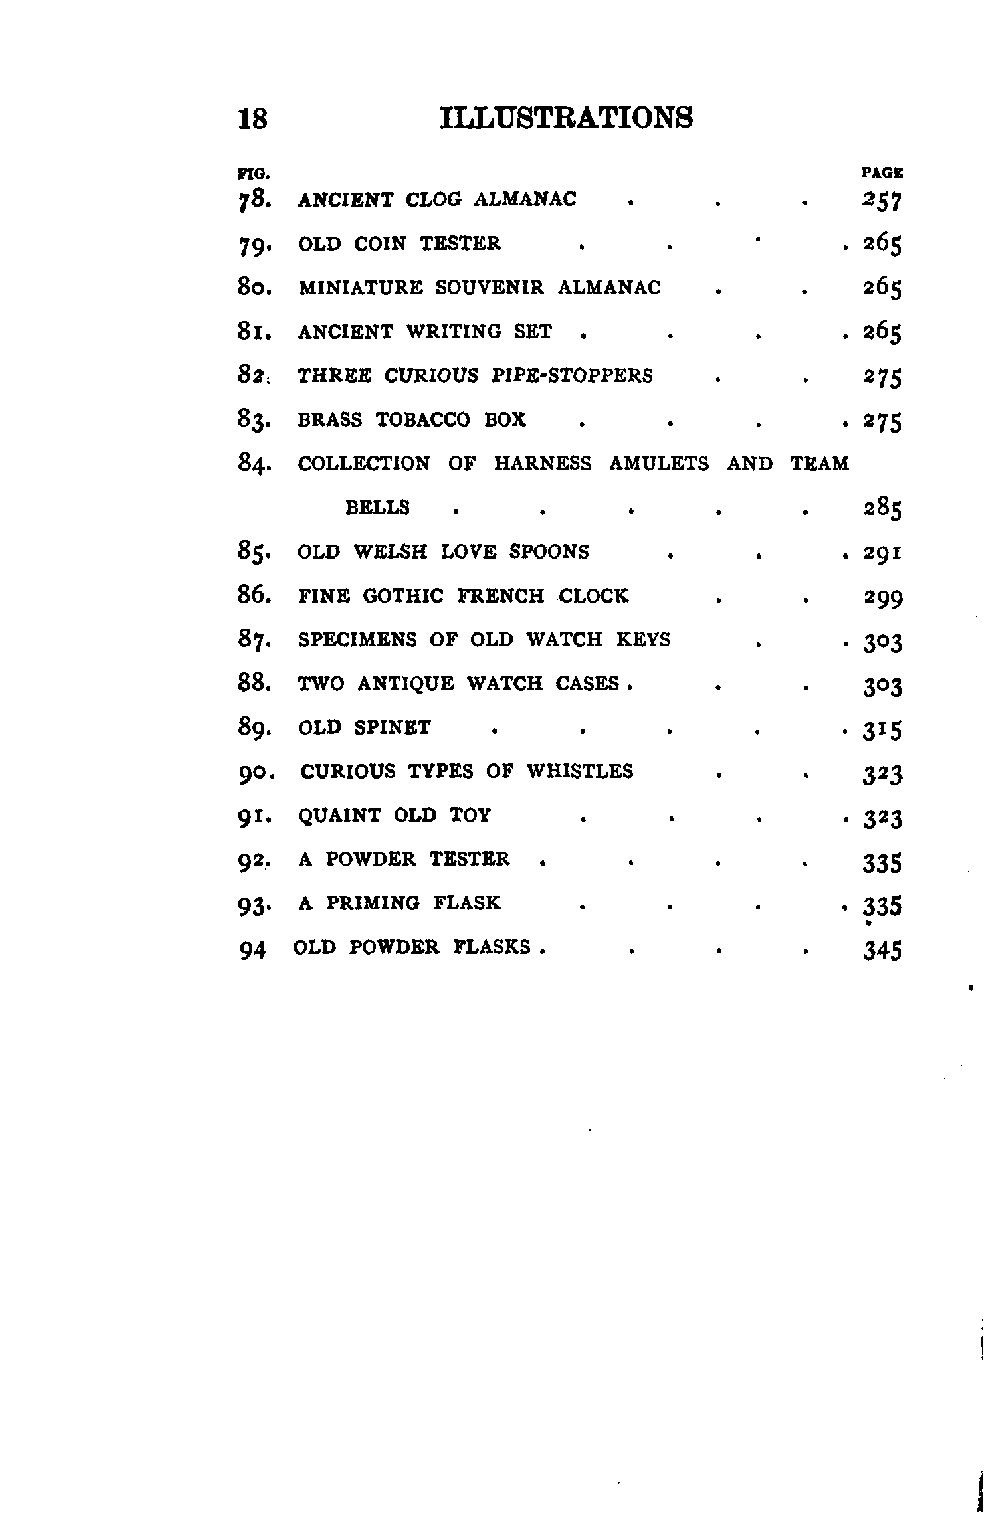 18 ILLUSTRATIONS
FIG. PAGE
78. ANCIENT CLOG ALMANAC . . . 257
79. OLD COIN TESTER . . . . 265
80. MINIATURE SOUVENIR ALMANAC . . 265
81. ANCIENT WRITING SET . . . . 265
82. THREE CURIOUS PIPE-STOPPERS . . 275
83. BRASS TOBACCO BOX . . . . 275
84. COLLECTION OF HARNESS AMULETS AND TEAM
BELLS . . . . . 285
85. OLD WELSH LOVE SPOONS . . . 291
86. FINE GOTHIC FRENCH CLOCK . . 299
87. SPECIMENS OF OLD WATCH KEYS . . 303
88. TWO ANTIQUE WATCH CASES . . . 303
89. OLD SPINET . . . . . 315
90. CURIOUS TYPES OF WHISTLES . . 323
91. QUAINT OLD TOY . . . . 323
92. A POWDER TESTER . . . . 335
93. A PRIMING FLASK . . . . 335
94 OLD POWDER FLASKS . . . . 345